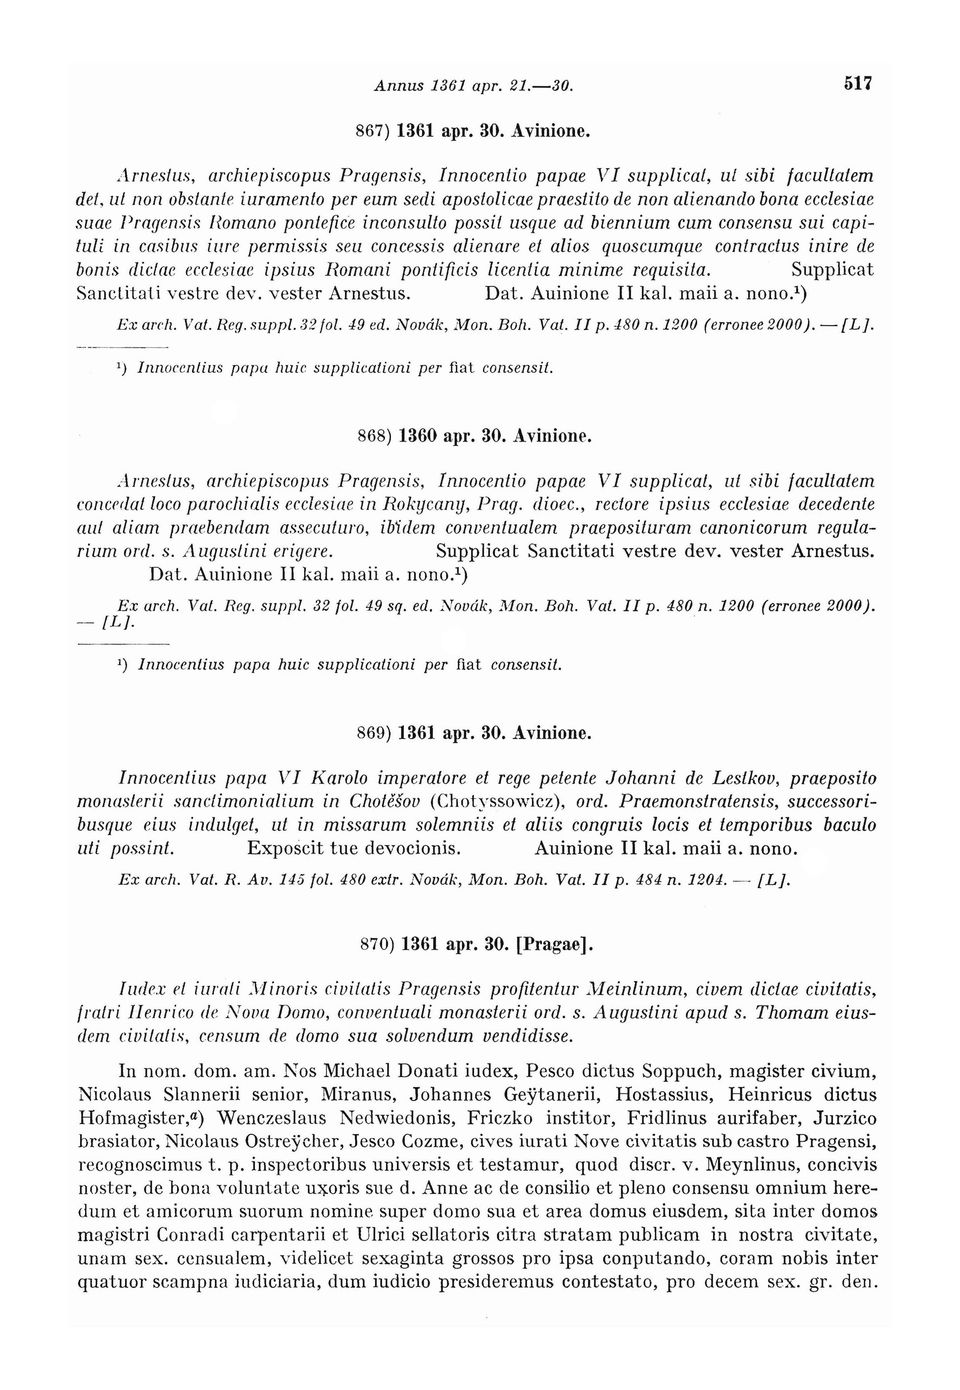 Annus 1361 apr. 21.—30. 517
867) 1361 apr. 30. Avinione.
Arnestus, archiepiscopus Pragensis, Innocentio papae VI supplicat, ut sibi facultatem
det, ut non obstante iuramento per eum sedi apostolicae praestito de non alienando bona ecclesiae
suae Pragensis Romano pontefice inconsulto possit usque ad biennium cum consensu sui capi-
tuli in casibus iure permissis seu concessis alienare et alios quoscumque contractus inire de
bonis dictae ecclesiae ipsius Romani pontificis licentia minime requisita. Supplicat
Sanctitati vestre dev. vester Arnestus. Dat. Auinione II kal. maii a. nono.¹)
Ex arch. Vat. Reg. suppl. 32 fol. 49 ed. Novák, Mon. Boh. Vat. II p. 480 n. 1200 (erronee 2000). — [L].
¹) Innocentius papa huic supplicationi per fiat consensit.
868) 1360 apr. 30. Avinione.
Arnestus, archiepiscopus Pragensis, Innocentio papae VI supplicat, ut sibi facultatem
concedat loco parochialis ecclesiae in Rokycany, Prag. dioec., rectore ipsius ecclesiae decedente
aut aliam praebendam assecuturo, ibidem conventualem praeposituram canonicorum regula-
rium ord. s. Augustini erigere. Supplicat Sanctitati vestre dev. vester Arnestus.
Dat. Auinione II kal. maii a. nono.¹)
Ex arch. Vat. Reg. suppl. 32 fol. 49 sq. ed. Novák, Mon. Boh. Vat. II p. 480 n. 1200 (erronee 2000).
— [L].
¹) Innocentius papa huic supplicationi per fiat consensit.
869) 1361 apr. 30. Avinione.
Innocentius papa VI Karolo imperatore et rege petente Johanni de Lestkov, praeposito
monasterii sanctimonialium in Chotěšov (Chotyssowicz), ord. Praemonstratensis, successori-
busque eius indulget, ut in missarum solemniis et aliis congruis locis et temporibus baculo
uti possint. Exposcit tue devocionis. Auinione II kal. maii a. nono.
Ex arch. Vat. R. Av. 145 fol. 480 extr. Novák, Mon. Boh. Vat. II p. 484 n. 1204. — [L].
870) 1361 apr. 30. [Pragae].
Iudex et iurati Minoris civitatis Pragensis profitentur Meinlinum, civem dictae civitatis,
fratri Henrico de Nova Domo, conventuali monasterii ord. s. Augustini apud s. Thomam eius-
dem civitatis, censum de domo sua solvendum vendidisse.
In nom. dom. am. Nos Michael Donati iudex, Pesco dictus Soppuch, magister civium,
Nicolaus Slannerii senior, Miranus, Johannes Geÿtanerii, Hostassius, Heinricus dictus
Hofmagister,ᵃ) Wenczeslaus Nedwiedonis, Friczko institor, Fridlinus aurifaber, Jurzico
brasiator, Nicolaus Ostreÿcher, Jesco Cozme, cives iurati Nove civitatis sub castro Pragensi,
recognoscimus t. p. inspectoribus universis et testamur, quod discr. v. Meynlinus, concivis
noster, de bona voluntate uxoris sue d. Anne ac de consilio et pleno consensu omnium here-
dum et amicorum suorum nomine super domo sua et area domus eiusdem, sita inter domos
magistri Conradi carpentarii et Ulrici sellatoris citra stratam publicam in nostra civitate,
unam sex. censualem, videlicet sexaginta grossos pro ipsa conputando, coram nobis inter
quatuor scampna iudiciaria, dum iudicio presideremus contestato, pro decem sex. gr. den.